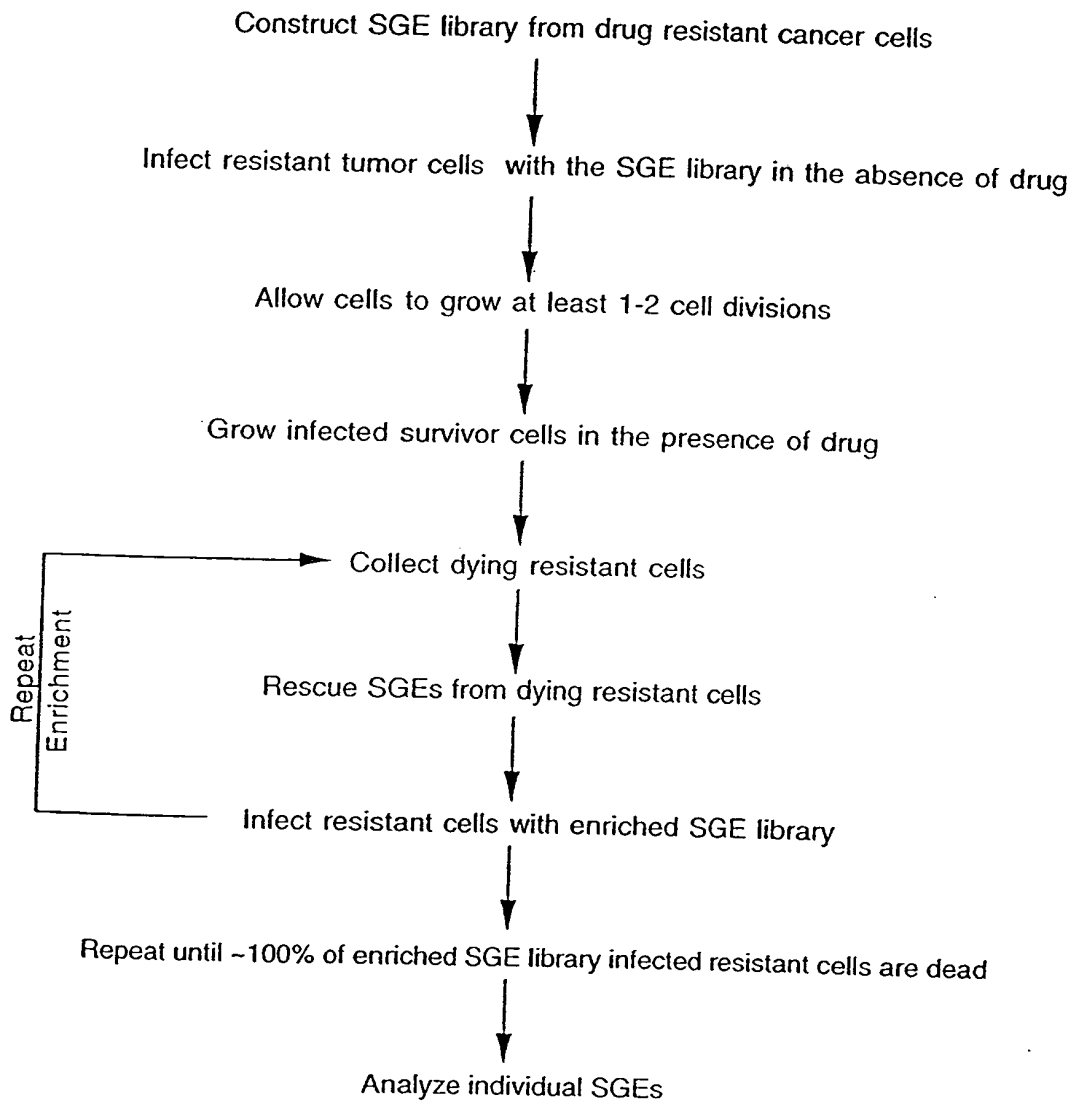 Construct SGE library from drug resistant cancer cells
Infect resistant tumor cells with the SGE library in the absence of drug
Allow cells to grow at least 1-2 cell divisions
Grow infected survivor cells in the presence of drug
Collect dying resistant cells
Repeat
Enrichment
Rescue SGEs from dying resistant cells
Infect resistant cells with enriched SGE library
Repeat until ~100% of enriched SGE library infected resistant cells are dead
Analyze individual SGEs